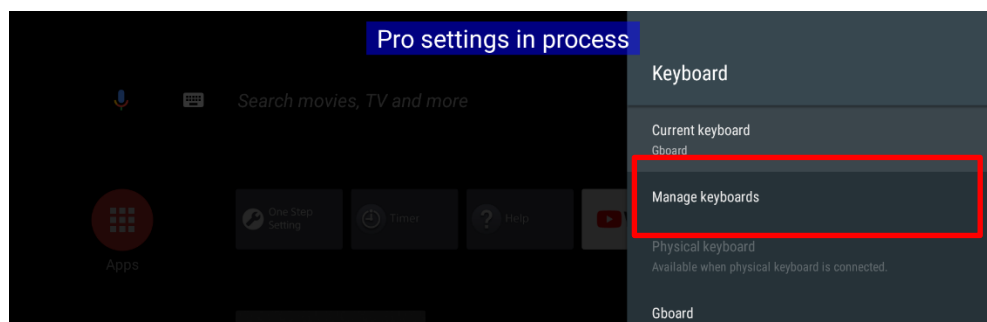 Pro settings in process
Search movies, TV and more
One Step
Setting
Timer
Help
Apps
Keyboard
Current keyboard
Gboard
Manage keyboards
Physical keyboard
Available when physical keyboard is connected.
Gboard